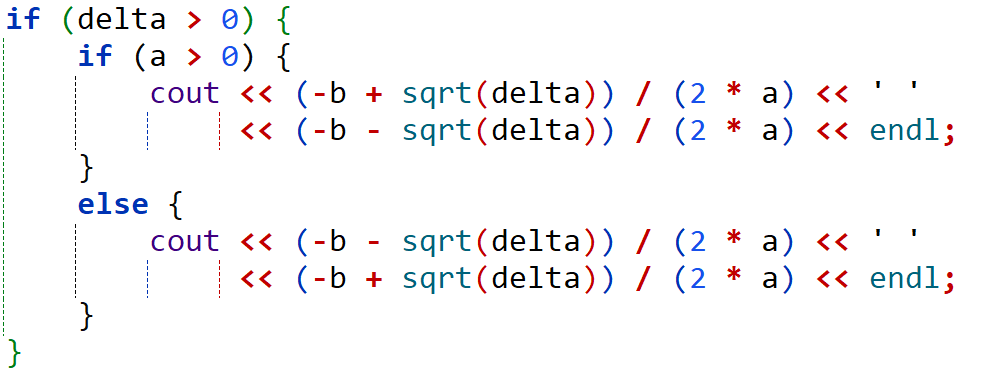 if (delta > 0) {
    if (a > 0) {
        cout << (-b + sqrt(delta)) / (2 * a) << ' '
             << (-b - sqrt(delta)) / (2 * a) << endl;
    }
    else {
        cout << (-b - sqrt(delta)) / (2 * a) << ' '
             << (-b + sqrt(delta)) / (2 * a) << endl;
    }
}